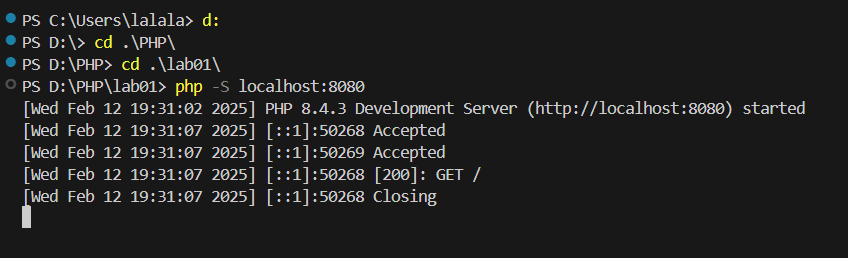 PS C:\Users\lalala> d:
PS D:\> cd .\PHP\
PS D:\PHP> cd .\lab01\
PS D:\PHP\lab01> php -S localhost:8080
[Wed Feb 12 19:31:02 2025] PHP 8.4.3 Development Server (http://localhost:8080) started
[Wed Feb 12 19:31:07 2025] [::1]:50268 Accepted
[Wed Feb 12 19:31:07 2025] [::1]:50269 Accepted
[Wed Feb 12 19:31:07 2025] [::1]:50268 [200]: GET /
[Wed Feb 12 19:31:07 2025] [::1]:50268 Closing